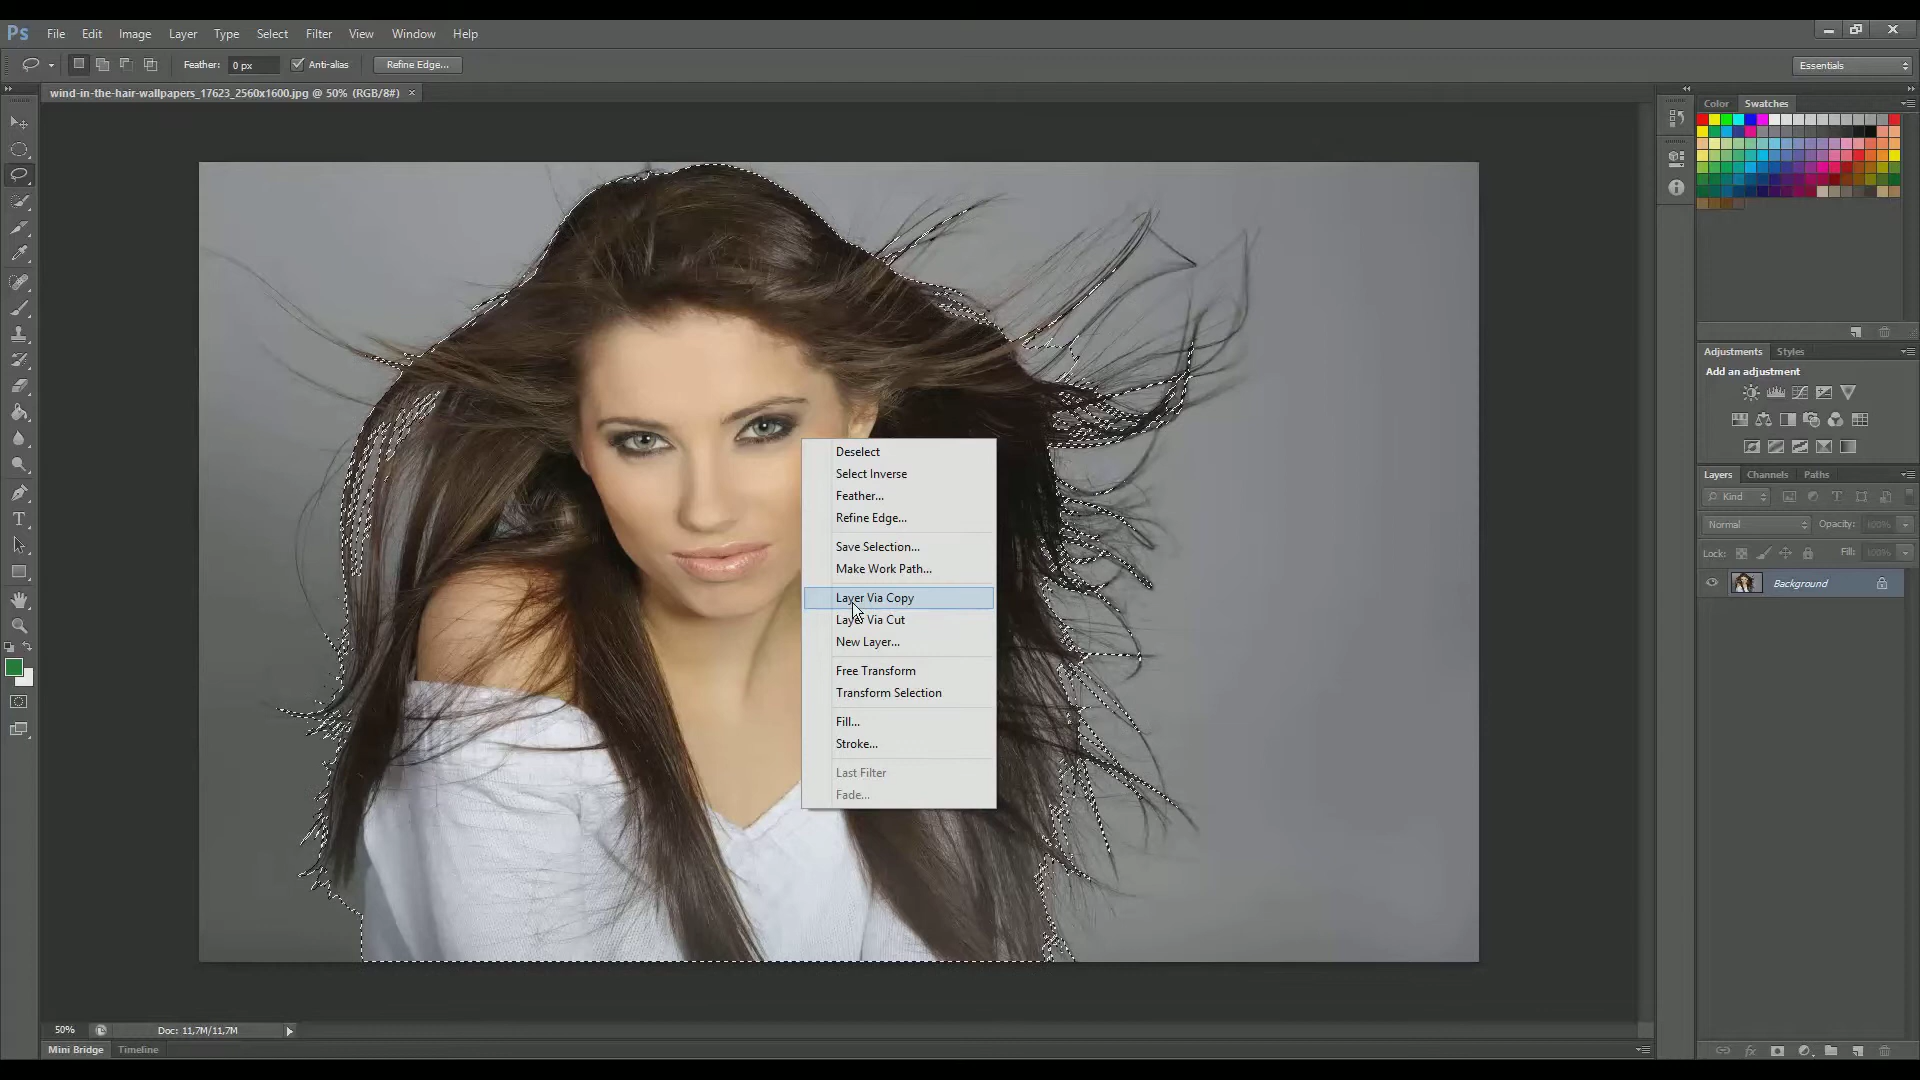 Ps File Edit Image Layer Type Select Filter View Window Help
Feather: 0 px Anti-alias Refine Edge... Essentials
wind-in-the-hair-wallpapers_17623_2560x1600.jpg @ 50% (RGB/8#) ×
Color Swatches
Adjustments Styles
Add an adjustment
Layers Channels Paths
Kind
Normal Opacity: 100%
Lock: Fill: 100%
Background
Deselect
Select Inverse
Feather...
Refine Edge...
Save Selection...
Make Work Path...
Layer Via Copy
Layer Via Cut
New Layer...
Free Transform
Transform Selection
Fill...
Stroke...
Last Filter
Fade...
50% Doc: 11,7M/11,7M
Mini Bridge Timeline